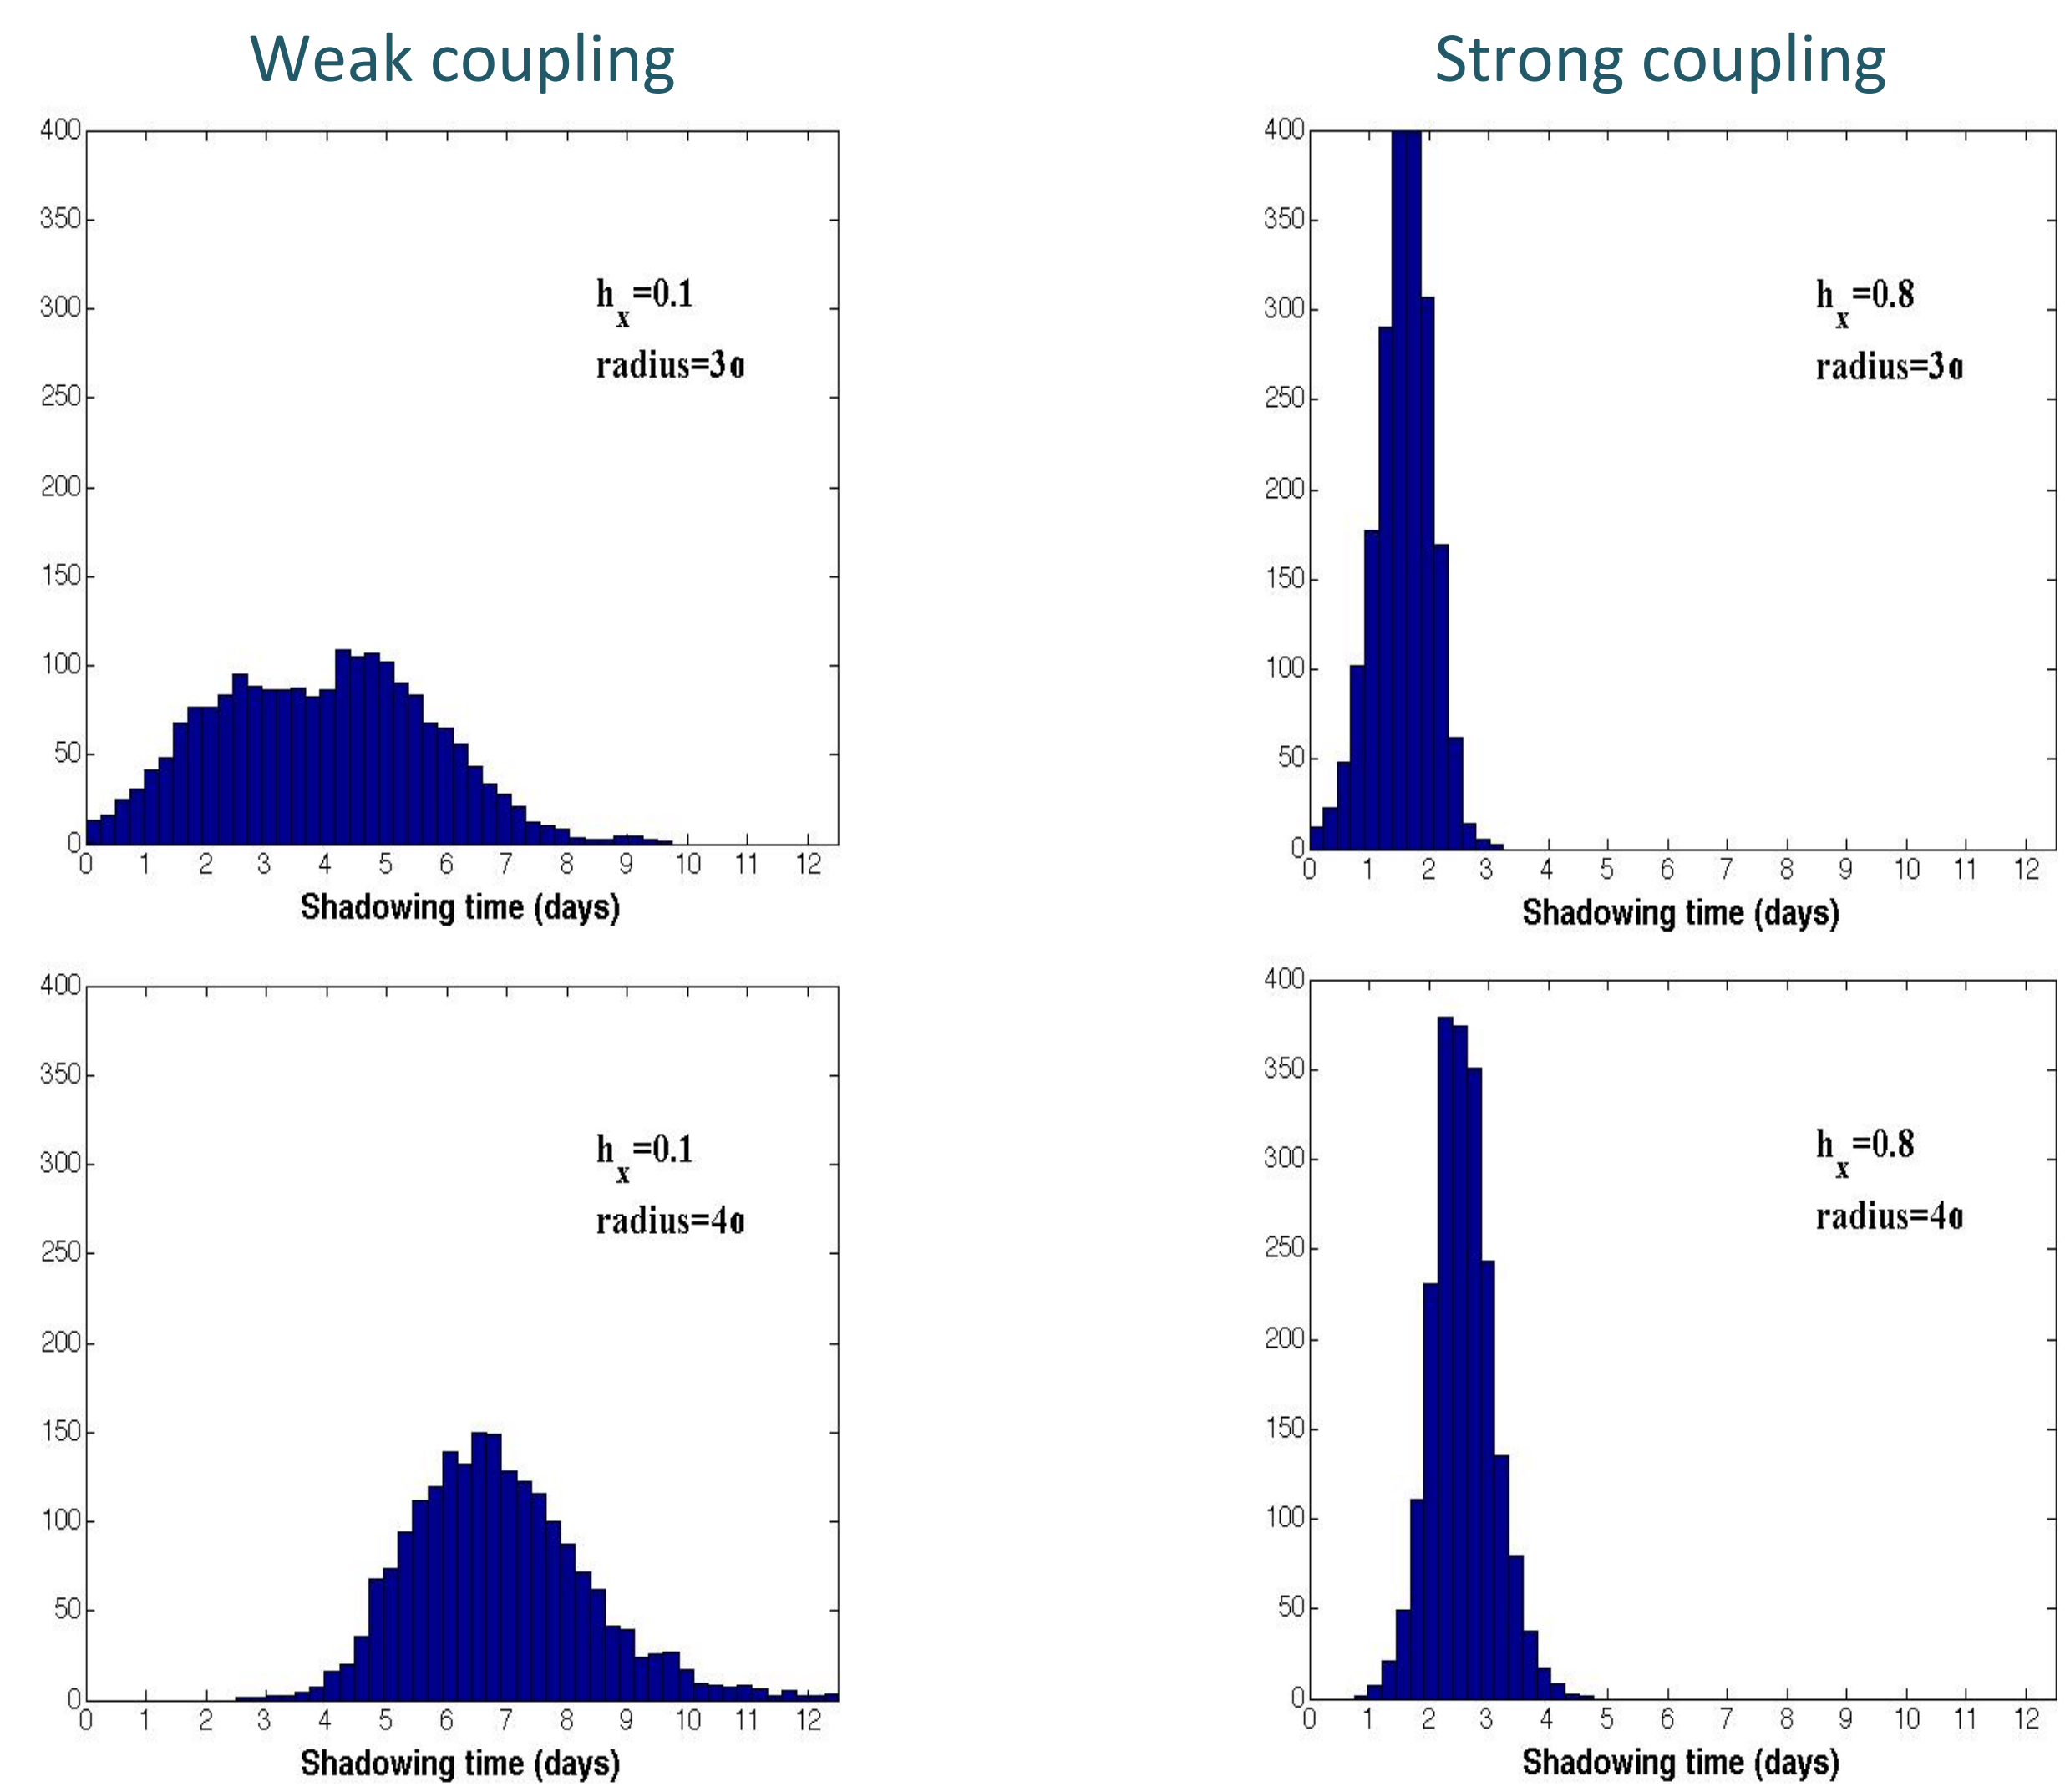 Weak coupling
Strong coupling
400
350
300
250
200
150
100
50
0
h_x=0.1
radius=3σ
0 1 2 3 4 5 6 7 8 9 10 11 12
Shadowing time (days)
400
350
300
250
200
150
100
50
0
h_x=0.8
radius=3σ
0 1 2 3 4 5 6 7 8 9 10 11 12
Shadowing time (days)
400
350
300
250
200
150
100
50
0
h_x=0.1
radius=4σ
0 1 2 3 4 5 6 7 8 9 10 11 12
Shadowing time (days)
400
350
300
250
200
150
100
50
0
h_x=0.8
radius=4σ
0 1 2 3 4 5 6 7 8 9 10 11 12
Shadowing time (days)